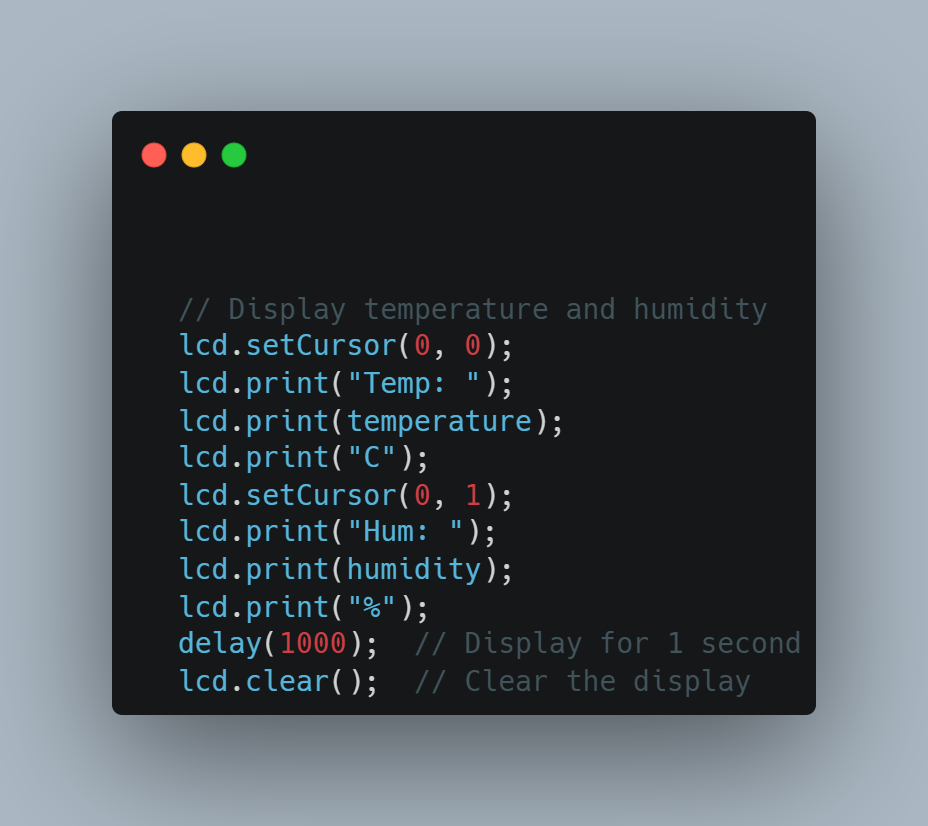 // Display temperature and humidity
lcd.setCursor(0, 0);
lcd.print("Temp: ");
lcd.print(temperature);
lcd.print("C");
lcd.setCursor(0, 1);
lcd.print("Hum: ");
lcd.print(humidity);
lcd.print("%");
delay(1000);  // Display for 1 second
lcd.clear();  // Clear the display